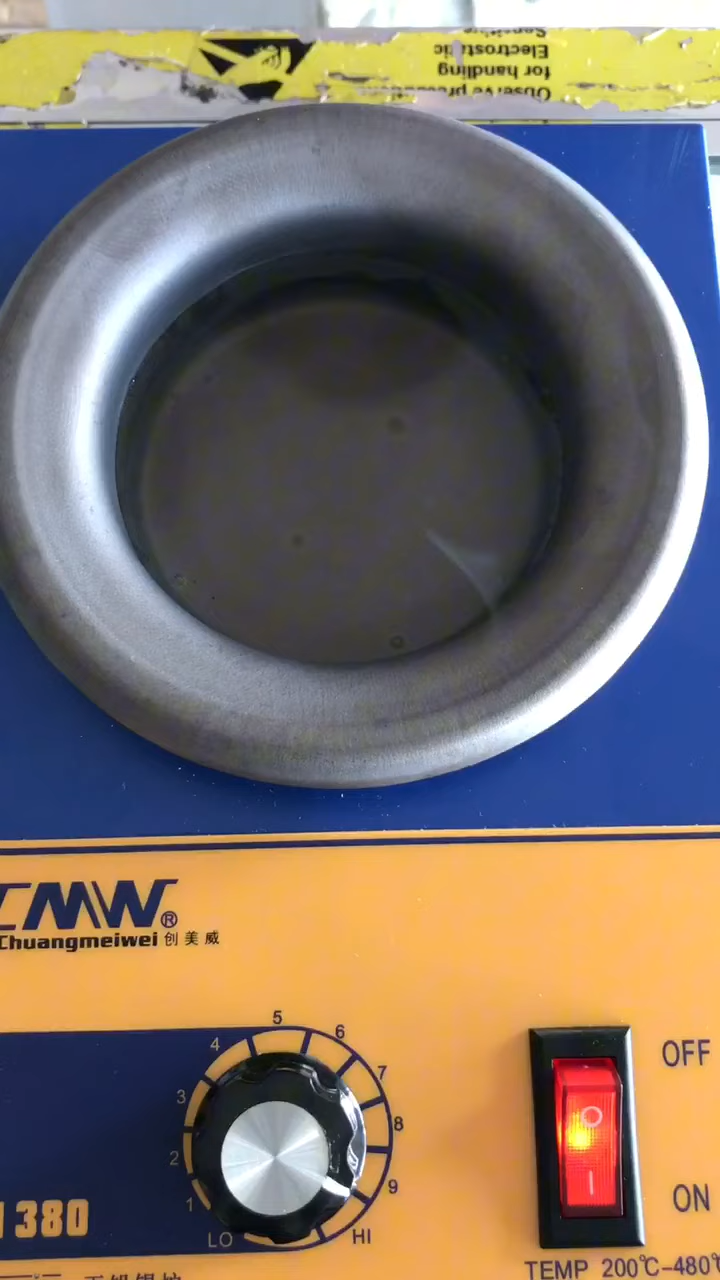 Observe precautions
for handling
Electrostatic
Sensitive
CMW®
Chuangmeiwei 创美威
LO 1 2 3 4 5 6 7 8 9 HI
OFF
ON
380
TEMP 200℃-480℃